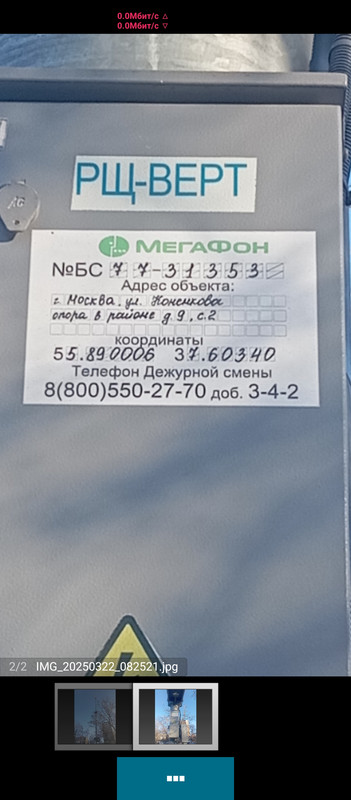 0.0Мбит/с △
0.0Мбит/с ▽
РЩ-ВЕРТ
МЕГАФОН
№БС 77-31353
Адрес объекта:
г. Москва, ул. Коненкова
опора в районе д.9, с.2
координаты
55.890006 37.60340
Телефон Дежурной смены
8(800)550-27-70 доб. 3-4-2
2/2 IMG_20250322_082521.jpg